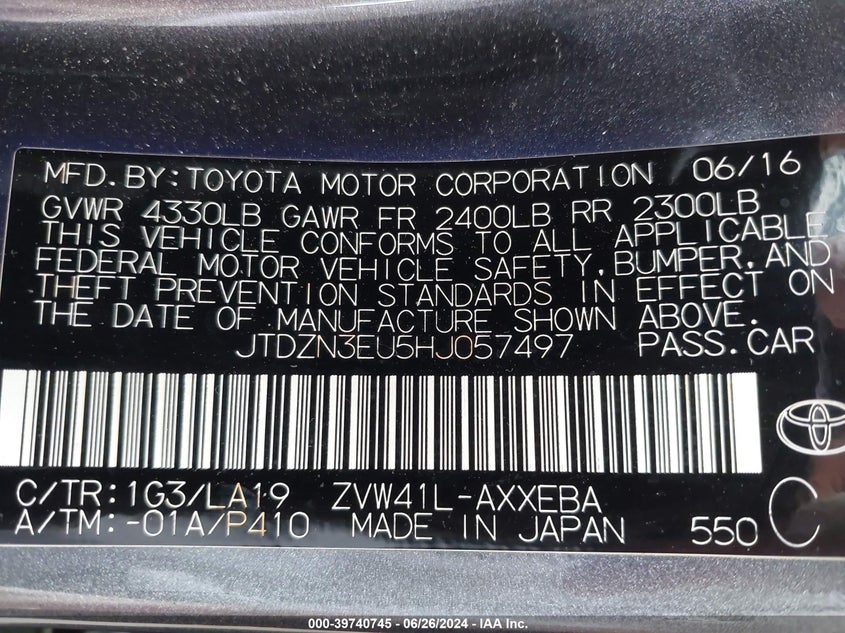 MFD.BY:TOYOTA MOTOR CORPORATION 06/16
GVWR 4330LB GAWR FR 2400LB RR 2300LB
THIS VEHICLE CONFORMS TO ALL APPLICABLE
FEDERAL MOTOR VEHICLE SAFETY,BUMPER,AND
THEFT PREVENTION STANDARDS IN EFFECT ON
THE DATE OF MANUFACTURE SHOWN ABOVE.
JTDZN3EU5HJ057497 PASS.CAR
C/TR:1G3/LA19 ZVW41L-AXXEBA
A/TM:-01A/P410 MADE IN JAPAN 550 C
000-39740745 - 06/26/2024 - IAA Inc.